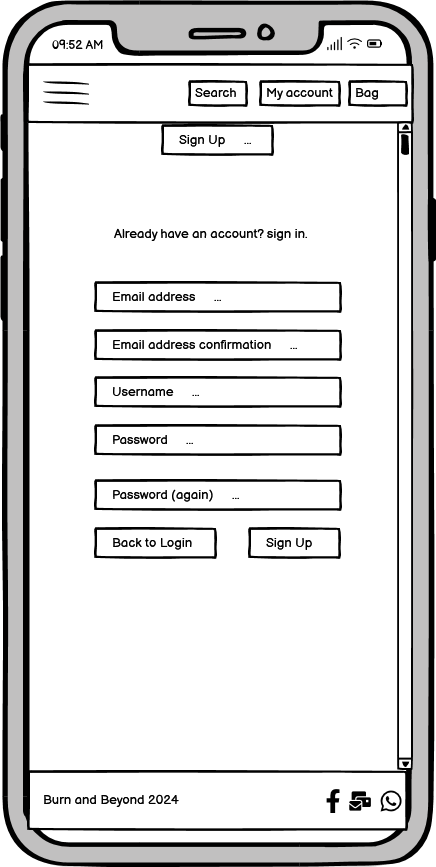 09:52 AM
Search My account Bag
Sign Up ...
Already have an account? sign in.
Email address ...
Email address confirmation ...
Username ...
Password ...
Password (again) ...
Back to Login Sign Up
Burn and Beyond 2024